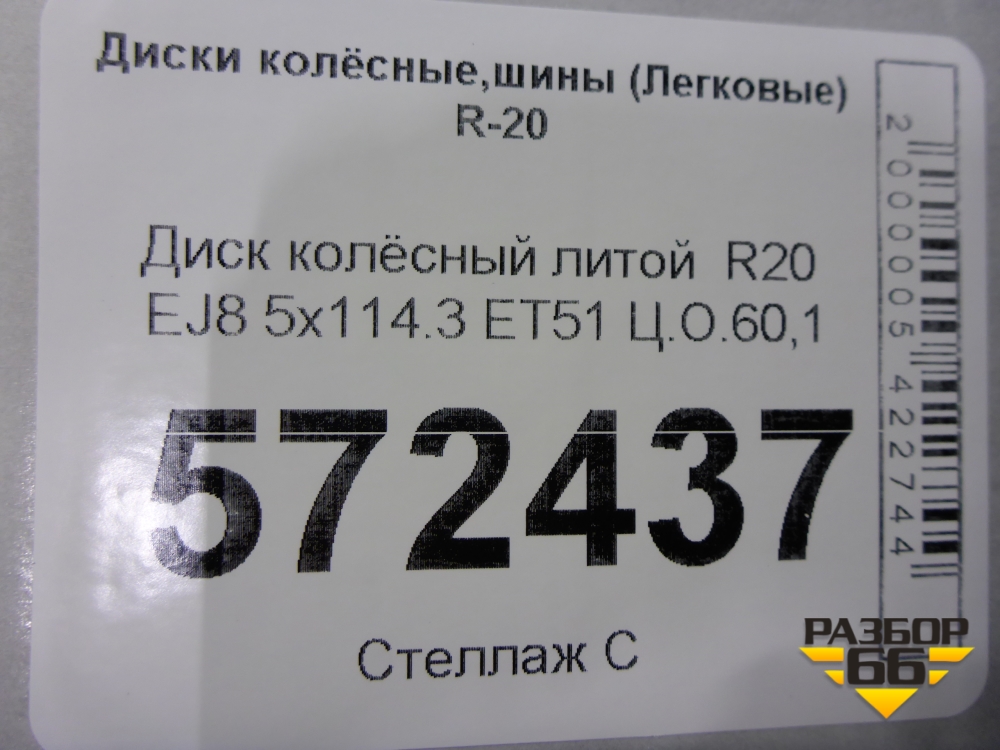 Диски колёсные,шины (Легковые)
R-20
Диск колёсный литой R20
EJ8 5x114.3 ET51 Ц.О.60,1
572437
Стеллаж С
2000005422744
РАЗБОР
66